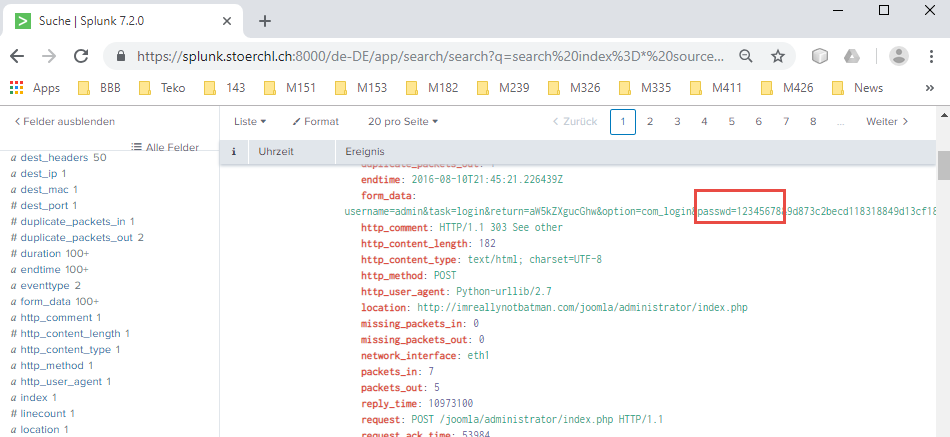 Suche | Splunk 7.2.0
https://splunk.stoerchl.ch:8000/de-DE/app/search/search?q=search%20index%3D*%20source...
Apps BBB Teko 143 M151 M153 M182 M239 M326 M335 M411 M426 News »
< Felder ausblenden
Alle Felder
a dest_headers 50
a dest_ip 1
a dest_mac 1
# dest_port 1
# duplicate_packets_in 1
# duplicate_packets_out 2
# duration 100+
a endtime 100+
a eventtype 2
a form_data 100+
a http_comment 1
# http_content_length 1
a http_content_type 1
a http_method 1
a http_user_agent 1
a index 1
# linecount 1
a location 1
Liste Format 20 pro Seite < Zurück 1 2 3 4 5 6 7 8 ... Weiter >
i Uhrzeit Ereignis
endtime: 2016-08-10T21:45:21.226439Z
form_data:
username=admin&task=login&return=aW5kZXgucGhw&option=com_login&passwd=12345678&9d873c2becd118318849d13cf18
http_comment: HTTP/1.1 303 See other
http_content_length: 182
http_content_type: text/html; charset=UTF-8
http_method: POST
http_user_agent: Python-urllib/2.7
location: http://imreallynotbatman.com/joomla/administrator/index.php
missing_packets_in: 0
missing_packets_out: 0
network_interface: eth1
packets_in: 7
packets_out: 5
reply_time: 10973100
request: POST /joomla/administrator/index.php HTTP/1.1
request_ack_time: 53984